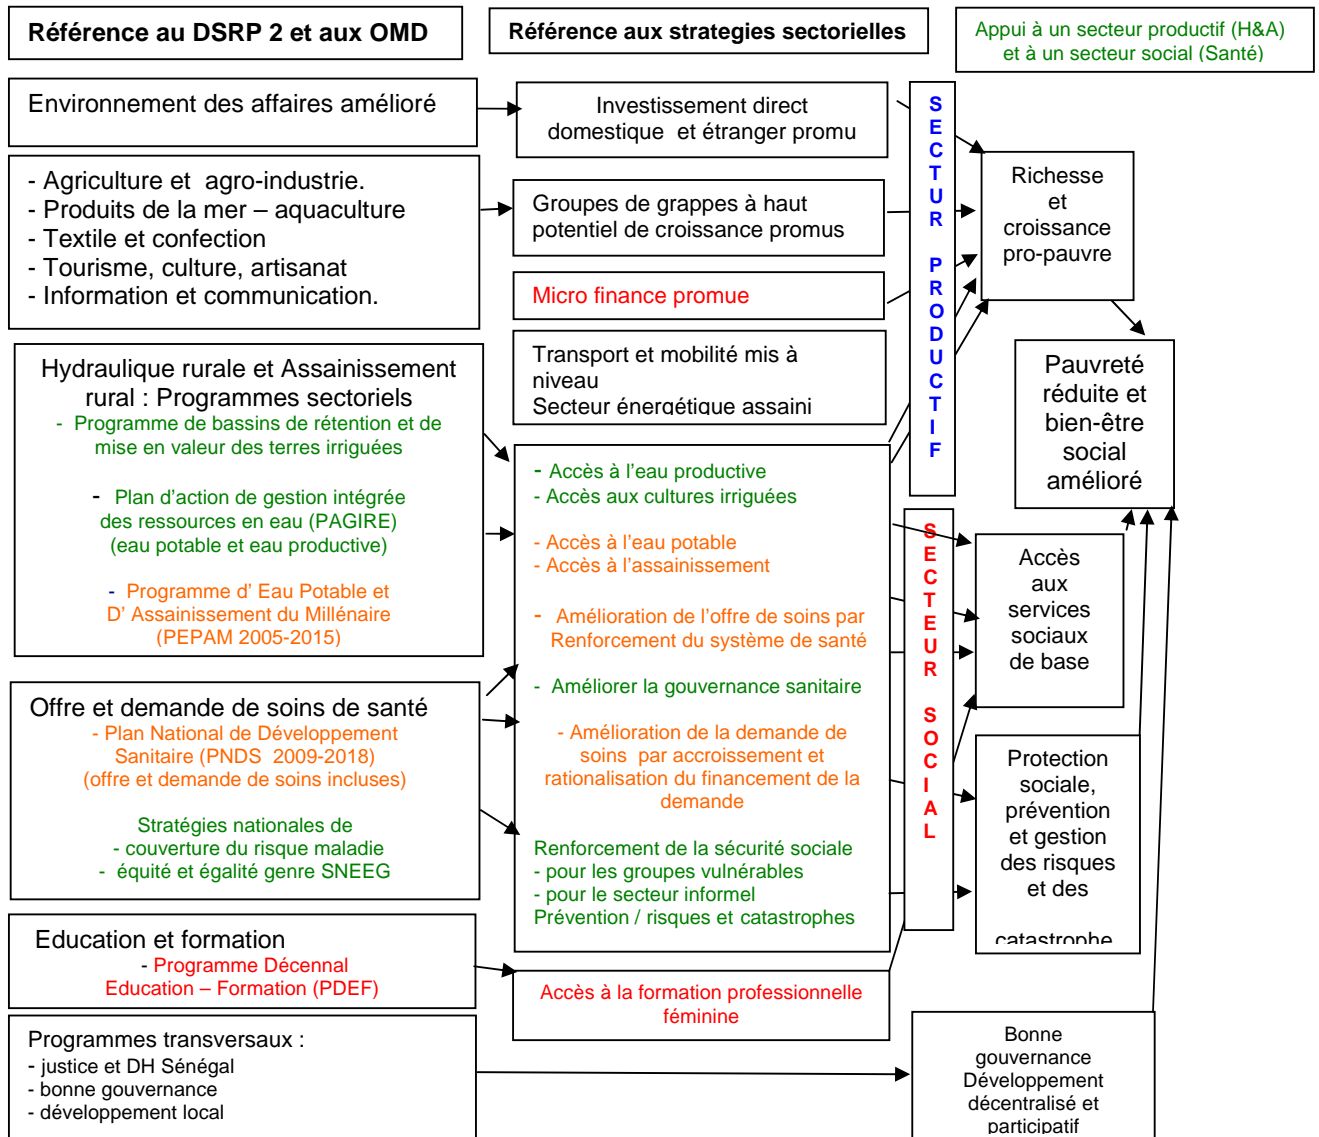 Référence au DSRP 2 et aux OMD
Référence aux strategies sectorielles
Appui à un secteur productif (H&A)
et à un secteur social (Santé)
Environnement des affaires amélioré
Investissement direct
domestique et étranger promu
- Agriculture et agro-industrie.
- Produits de la mer – aquaculture
- Textile et confection
- Tourisme, culture, artisanat
- Information et communication.
Groupes de grappes à haut
potentiel de croissance promus
Micro finance promue
Transport et mobilité mis à
niveau
Secteur énergétique assaini
SECTUR PRODUCTIF
Richesse
et
croissance
pro-pauvre
Pauvreté
réduite et
bien-être
social
amélioré
Hydraulique rurale et Assainissement
rural : Programmes sectoriels
- Programme de bassins de rétention et de
mise en valeur des terres irriguées
- Plan d'action de gestion intégrée
des ressources en eau (PAGIRE)
(eau potable et eau productive)
- Programme d' Eau Potable et
D' Assainissement du Millénaire
(PEPAM 2005-2015)
- Accès à l'eau productive
- Accès aux cultures irriguées
- Accès à l'eau potable
- Accès à l'assainissement
- Amélioration de l'offre de soins par
Renforcement du système de santé
- Améliorer la gouvernance sanitaire
- Amélioration de la demande de
soins par accroissement et
rationalisation du financement de la
demande
Renforcement de la sécurité sociale
- pour les groupes vulnérables
- pour le secteur informel
Prévention / risques et catastrophes
SECTEUR SOCIAL
Accès
aux
services
sociaux
de base
Offre et demande de soins de santé
- Plan National de Développement
Sanitaire (PNDS 2009-2018)
(offre et demande de soins incluses)
Stratégies nationales de
- couverture du risque maladie
- équité et égalité genre SNEEG
Protection
sociale,
prévention
et gestion
des risques
et des
catastrophe
Education et formation
- Programme Décennal
Education – Formation (PDEF)
Accès à la formation professionnelle
féminine
Programmes transversaux :
- justice et DH Sénégal
- bonne gouvernance
- développement local
Bonne
gouvernance
Développement
décentralisé et
participatif